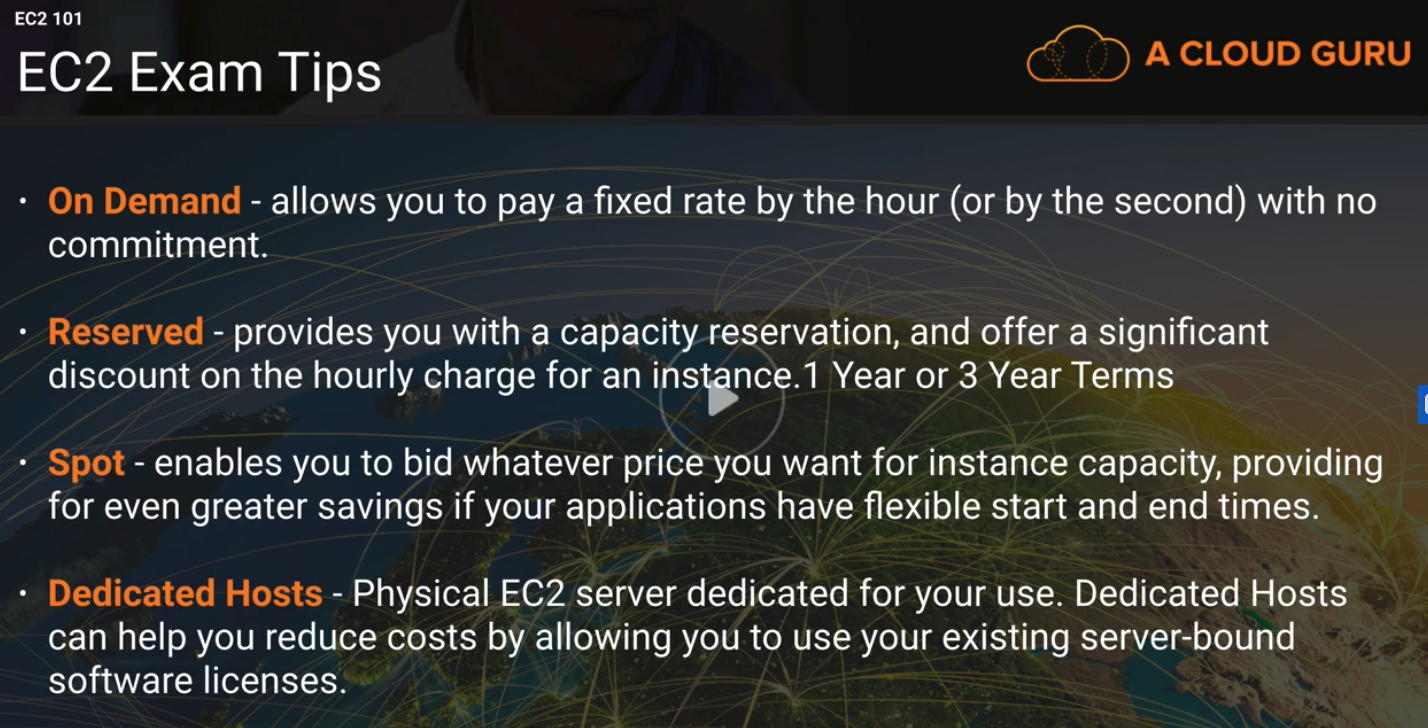 EC2 101
EC2 Exam Tips
A CLOUD GURU
· On Demand - allows you to pay a fixed rate by the hour (or by the second) with no
commitment.
· Reserved - provides you with a capacity reservation, and offer a significant
discount on the hourly charge for an instance.1 Year or 3 Year Terms
· Spot - enables you to bid whatever price you want for instance capacity, providing
for even greater savings if your applications have flexible start and end times.
· Dedicated Hosts - Physical EC2 server dedicated for your use. Dedicated Hosts
can help you reduce costs by allowing you to use your existing server-bound
software licenses.